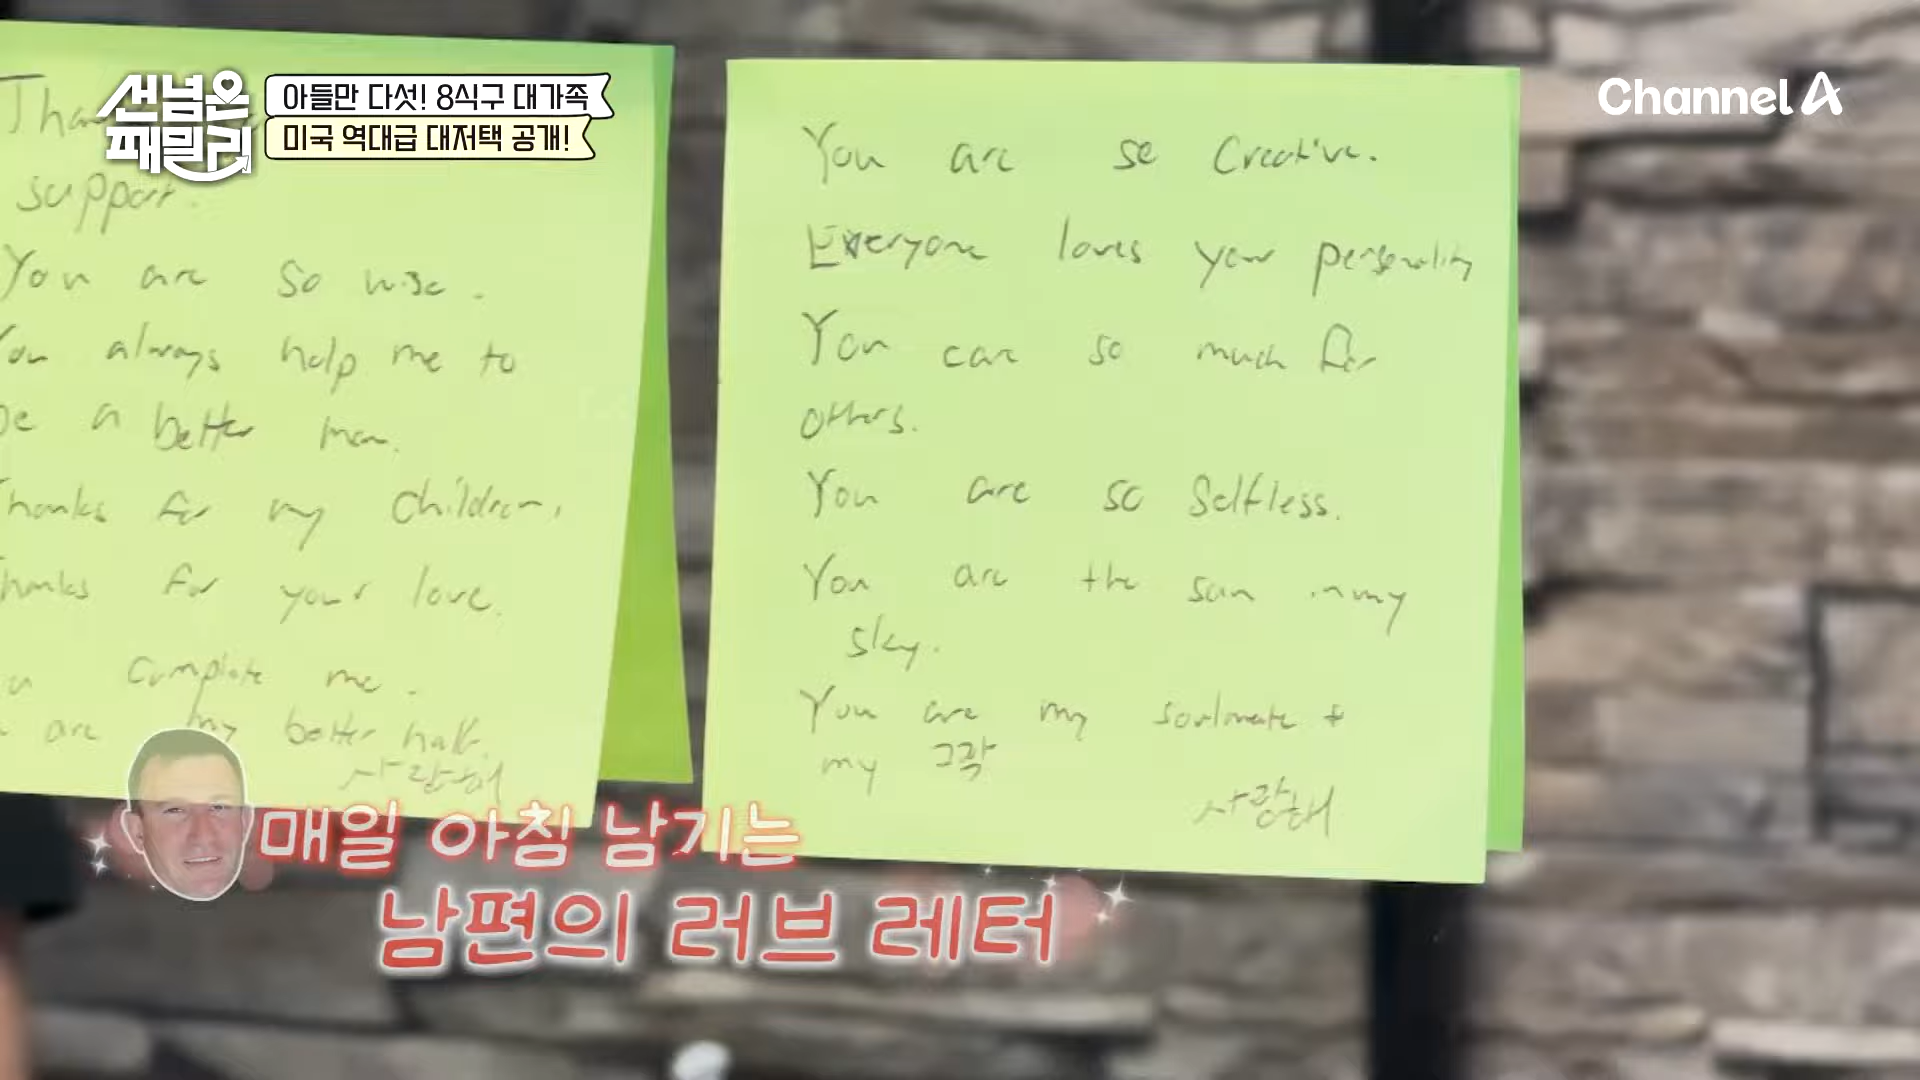 선넘은
패밀리
아들만 다섯! 8식구 대가족
미국 역대급 대저택 공개!
Channel A
support.
You are so wise.
You always help me to
be a better man.
Thanks for my children,
Thanks for your love.
complete me.
are my better half.
사랑해
You are so creative.
Everyone loves your personality
You care so much for
others.
You are so selfless.
You are the sun in my
sky.
You are my soulmate +
my
사랑해
매일 아침 남기는
남편의 러브 레터